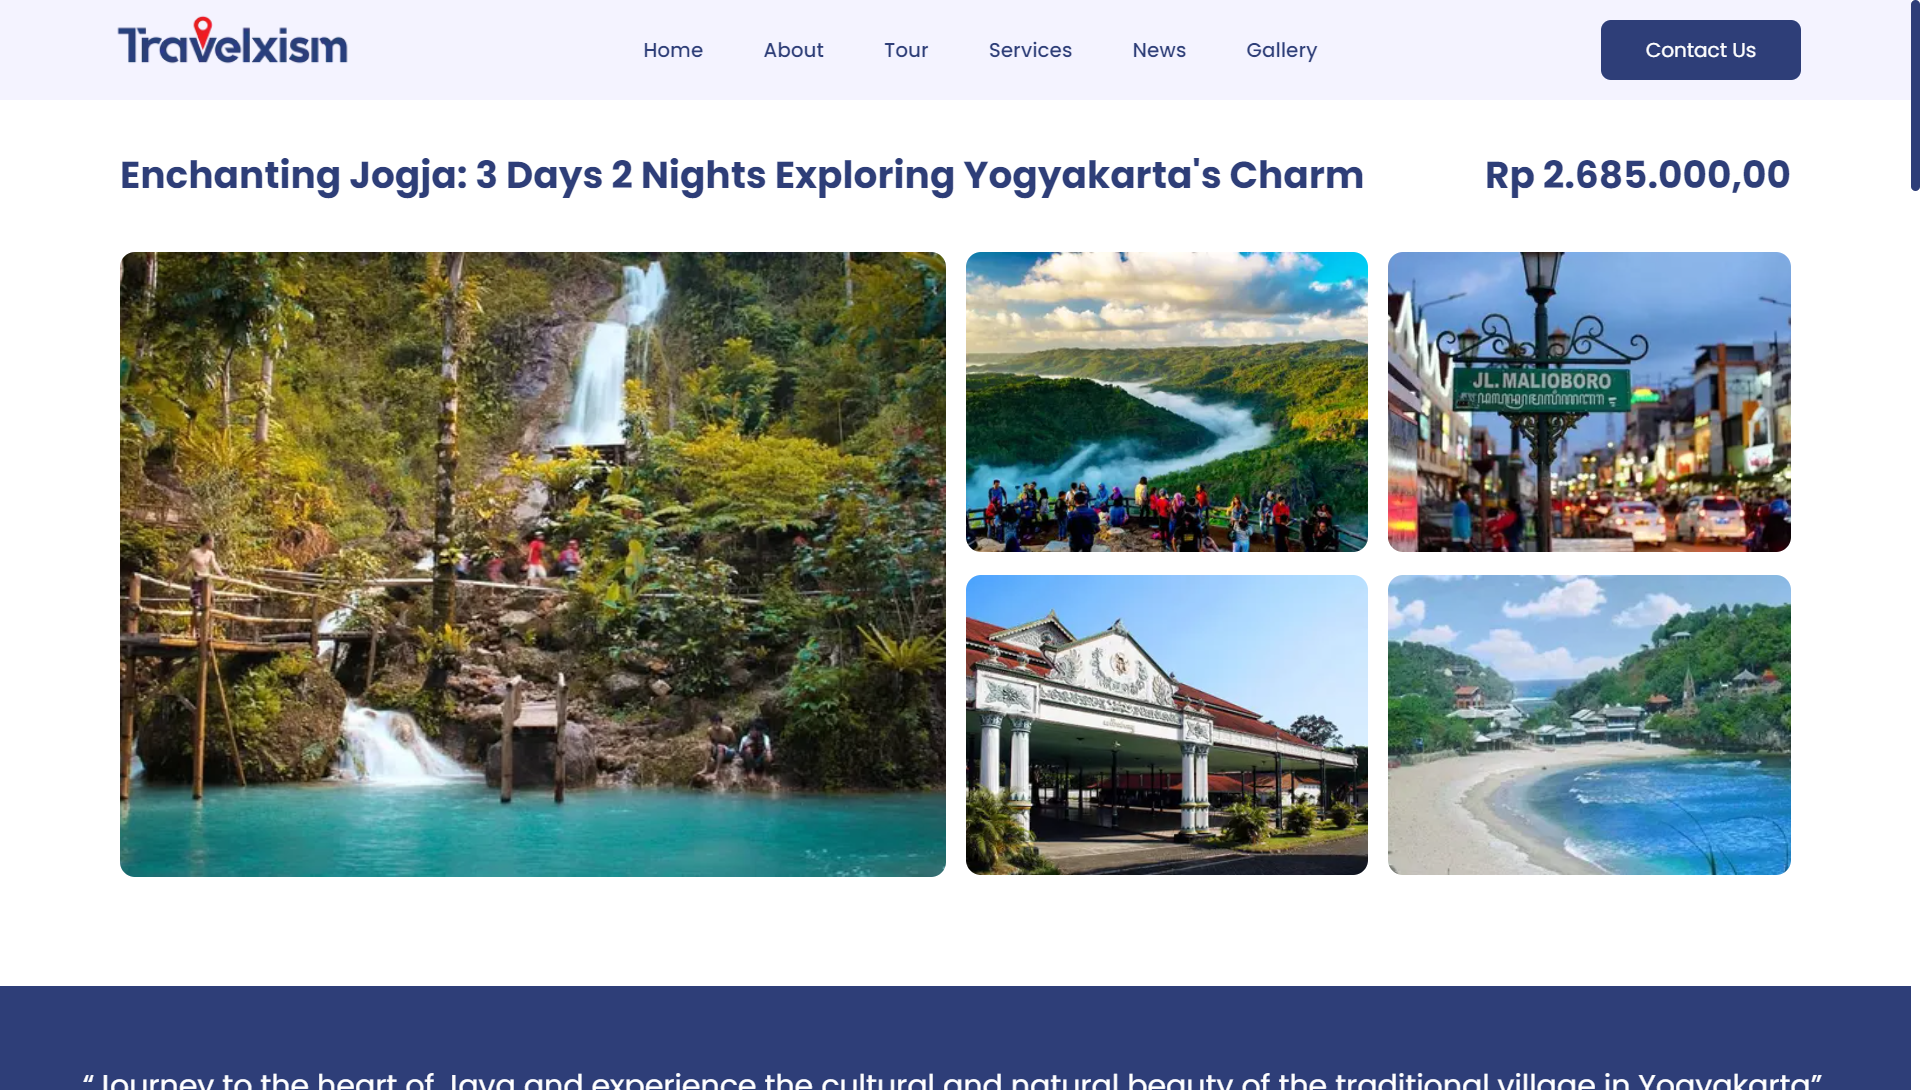 Travelxism
Home
About
Tour
Services
News
Gallery
Contact Us
Enchanting Jogja: 3 Days 2 Nights Exploring Yogyakarta's Charm
Rp 2.685.000,00
JL. MALIOBORO
“Journey to the heart of Java and experience the cultural and natural beauty of the traditional village in Yogyakarta”